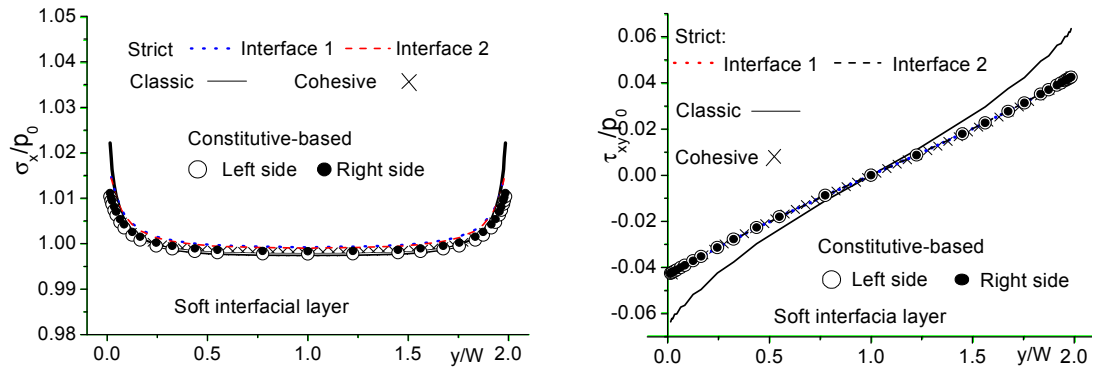 1.05
1.04
1.03
1.02
1.01
1.00
0.99
0.98
σx/p0
Strict Interface 1 Interface 2
Classic Cohesive
Constitutive-based
Left side Right side
Soft interfacial layer
0.0 0.5 1.0 1.5 y/W 2.0
0.06
0.04
0.02
0.00
-0.02
-0.04
-0.06
τxy/p0
Strict:
Interface 1 Interface 2
Classic
Cohesive
Constitutive-based
Left side Right side
Soft interfacia layer
0.0 0.5 1.0 1.5 y/W 2.0